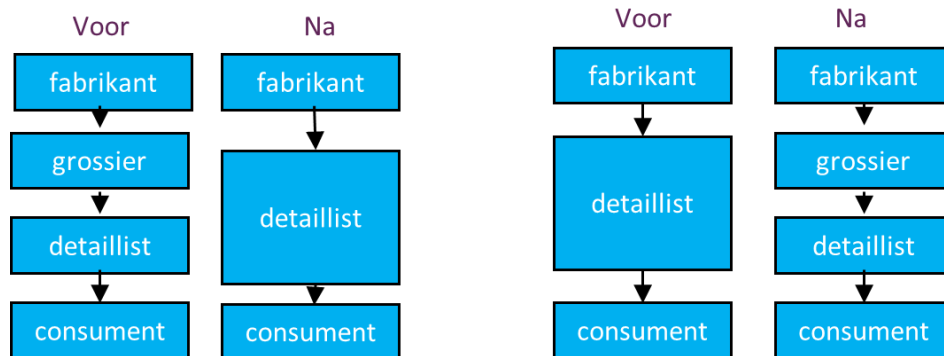 Voor Na
fabrikant fabrikant
grossier
detaillist detaillist
consument consument
Voor Na
fabrikant fabrikant
detaillist grossier
detaillist
consument consument